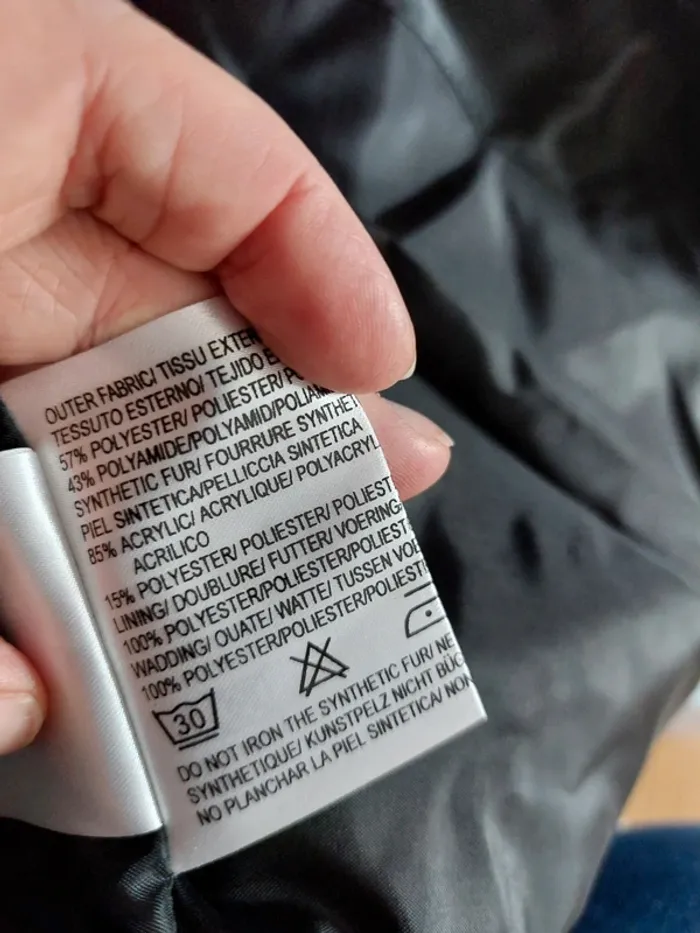 OUTER FABRIC/ TISSU EXTER
TESSUTO ESTERNO/ TEJIDO E
57% POLYESTER/ POLIESTER/ P
43% POLYAMIDE/POLYAMID/POLIAM
SYNTHETIC FUR/ FOURRURE SYNTHET
PIEL SINTETICA/PELLICCIA SINTETICA
85% ACRYLIC/ ACRYLIQUE/ POLYACRYL
ACRILICO
15% POLYESTER/ POLIESTER/ POLIEST
LINING/ DOUBLURE/ FUTTER/ VOERING
100% POLYESTER/POLIESTER/POLIEST
WADDING/ OUATE/ WATTE/ TUSSEN VOE
100% POLYESTER/POLIESTER/POLIEST
30
DO NOT IRON THE SYNTHETIC FUR/ NE
SYNTHETIQUE/ KUNSTPELZ NICHT BÜG
NO PLANCHAR LA PIEL SINTETICA/ NON